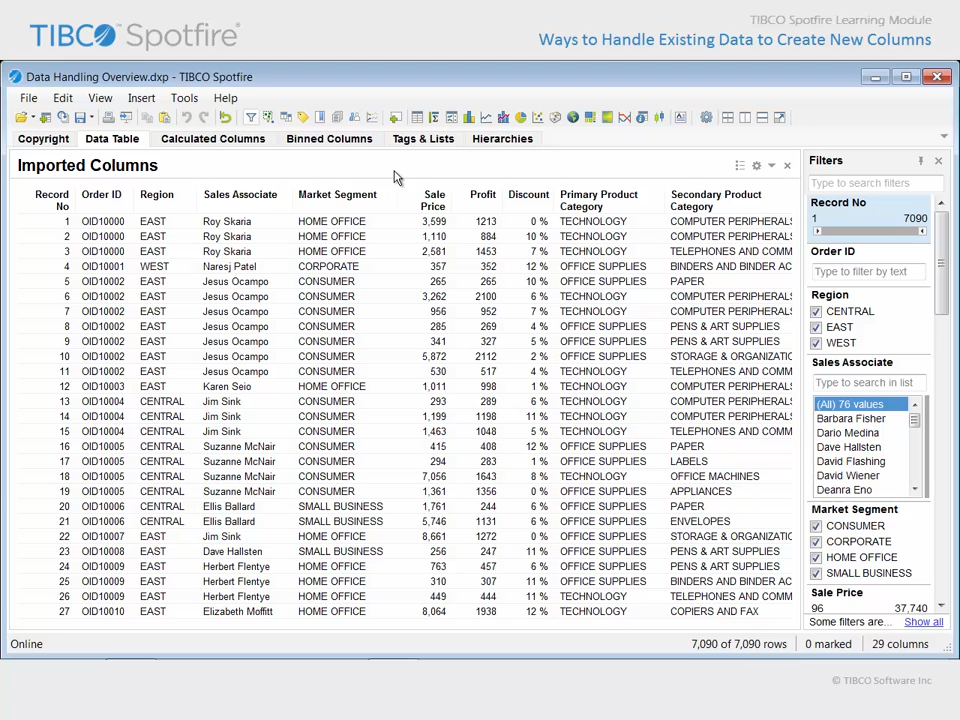 TIBCO™ Spotfire®
TIBCO Spotfire Learning Module
Ways to Handle Existing Data to Create New Columns
Data Handling Overview.dxp - TIBCO Spotfire
File Edit View Insert Tools Help
Copyright Data Table Calculated Columns Binned Columns Tags & Lists Hierarchies
Imported Columns
Record No Order ID Region Sales Associate Market Segment Sale Price Profit Discount Primary Product Category Secondary Product Category
1 OID10000 EAST Roy Skaria HOME OFFICE 3,599 1213 0 % TECHNOLOGY COMPUTER PERIPHERALS
2 OID10000 EAST Roy Skaria HOME OFFICE 1,110 884 10 % TECHNOLOGY COMPUTER PERIPHERALS
3 OID10000 EAST Roy Skaria HOME OFFICE 2,581 1453 7 % TECHNOLOGY TELEPHONES AND COMM
4 OID10001 WEST Naresj Patel CORPORATE 357 352 12 % OFFICE SUPPLIES BINDERS AND BINDER AC
5 OID10002 EAST Jesus Ocampo CONSUMER 265 265 10 % OFFICE SUPPLIES PAPER
6 OID10002 EAST Jesus Ocampo CONSUMER 3,262 2100 6 % TECHNOLOGY COMPUTER PERIPHERALS
7 OID10002 EAST Jesus Ocampo CONSUMER 956 952 7 % TECHNOLOGY COMPUTER PERIPHERALS
8 OID10002 EAST Jesus Ocampo CONSUMER 285 269 4 % OFFICE SUPPLIES PENS & ART SUPPLIES
9 OID10002 EAST Jesus Ocampo CONSUMER 341 327 5 % OFFICE SUPPLIES PENS & ART SUPPLIES
10 OID10002 EAST Jesus Ocampo CONSUMER 5,872 2112 2 % OFFICE SUPPLIES STORAGE & ORGANIZATIC
11 OID10002 EAST Jesus Ocampo CONSUMER 530 517 4 % TECHNOLOGY TELEPHONES AND COMM
12 OID10003 EAST Karen Seio HOME OFFICE 1,011 998 1 % TECHNOLOGY COMPUTER PERIPHERALS
13 OID10004 CENTRAL Jim Sink CONSUMER 293 289 6 % TECHNOLOGY COMPUTER PERIPHERALS
14 OID10004 CENTRAL Jim Sink CONSUMER 1,199 1198 11 % TECHNOLOGY COMPUTER PERIPHERALS
15 OID10004 CENTRAL Jim Sink CONSUMER 1,463 1048 5 % TECHNOLOGY TELEPHONES AND COMM
16 OID10005 CENTRAL Suzanne McNair CONSUMER 415 408 12 % OFFICE SUPPLIES PAPER
17 OID10005 CENTRAL Suzanne McNair CONSUMER 294 283 1 % OFFICE SUPPLIES LABELS
18 OID10005 CENTRAL Suzanne McNair CONSUMER 7,056 1643 8 % TECHNOLOGY OFFICE MACHINES
19 OID10005 CENTRAL Suzanne McNair CONSUMER 1,361 1356 0 % OFFICE SUPPLIES APPLIANCES
20 OID10006 CENTRAL Ellis Ballard SMALL BUSINESS 1,761 244 6 % OFFICE SUPPLIES PAPER
21 OID10006 CENTRAL Ellis Ballard SMALL BUSINESS 5,746 1131 6 % OFFICE SUPPLIES ENVELOPES
22 OID10007 EAST Jim Sink HOME OFFICE 8,661 1272 0 % OFFICE SUPPLIES STORAGE & ORGANIZATIC
23 OID10008 EAST Dave Hallsten SMALL BUSINESS 256 247 11 % OFFICE SUPPLIES PENS & ART SUPPLIES
24 OID10009 EAST Herbert Flentye HOME OFFICE 763 457 6 % OFFICE SUPPLIES PENS & ART SUPPLIES
25 OID10009 EAST Herbert Flentye HOME OFFICE 310 307 11 % OFFICE SUPPLIES BINDERS AND BINDER AC
26 OID10009 EAST Herbert Flentye HOME OFFICE 449 444 11 % TECHNOLOGY COMPUTER PERIPHERALS
27 OID10010 EAST Elizabeth Moffitt HOME OFFICE 8,064 1938 12 % TECHNOLOGY COPIERS AND FAX
Filters
Type to search filters
Record No
1 7090
Order ID
Type to filter by text
Region
CENTRAL
EAST
WEST
Sales Associate
Type to search in list
(All) 76 values
Barbara Fisher
Dario Medina
Dave Hallsten
David Flashing
David Wiener
Deanra Eno
Market Segment
CONSUMER
CORPORATE
HOME OFFICE
SMALL BUSINESS
Sale Price
96 37,740
Some filters are... Show all
Online 7,090 of 7,090 rows 0 marked 29 columns
© TIBCO Software Inc